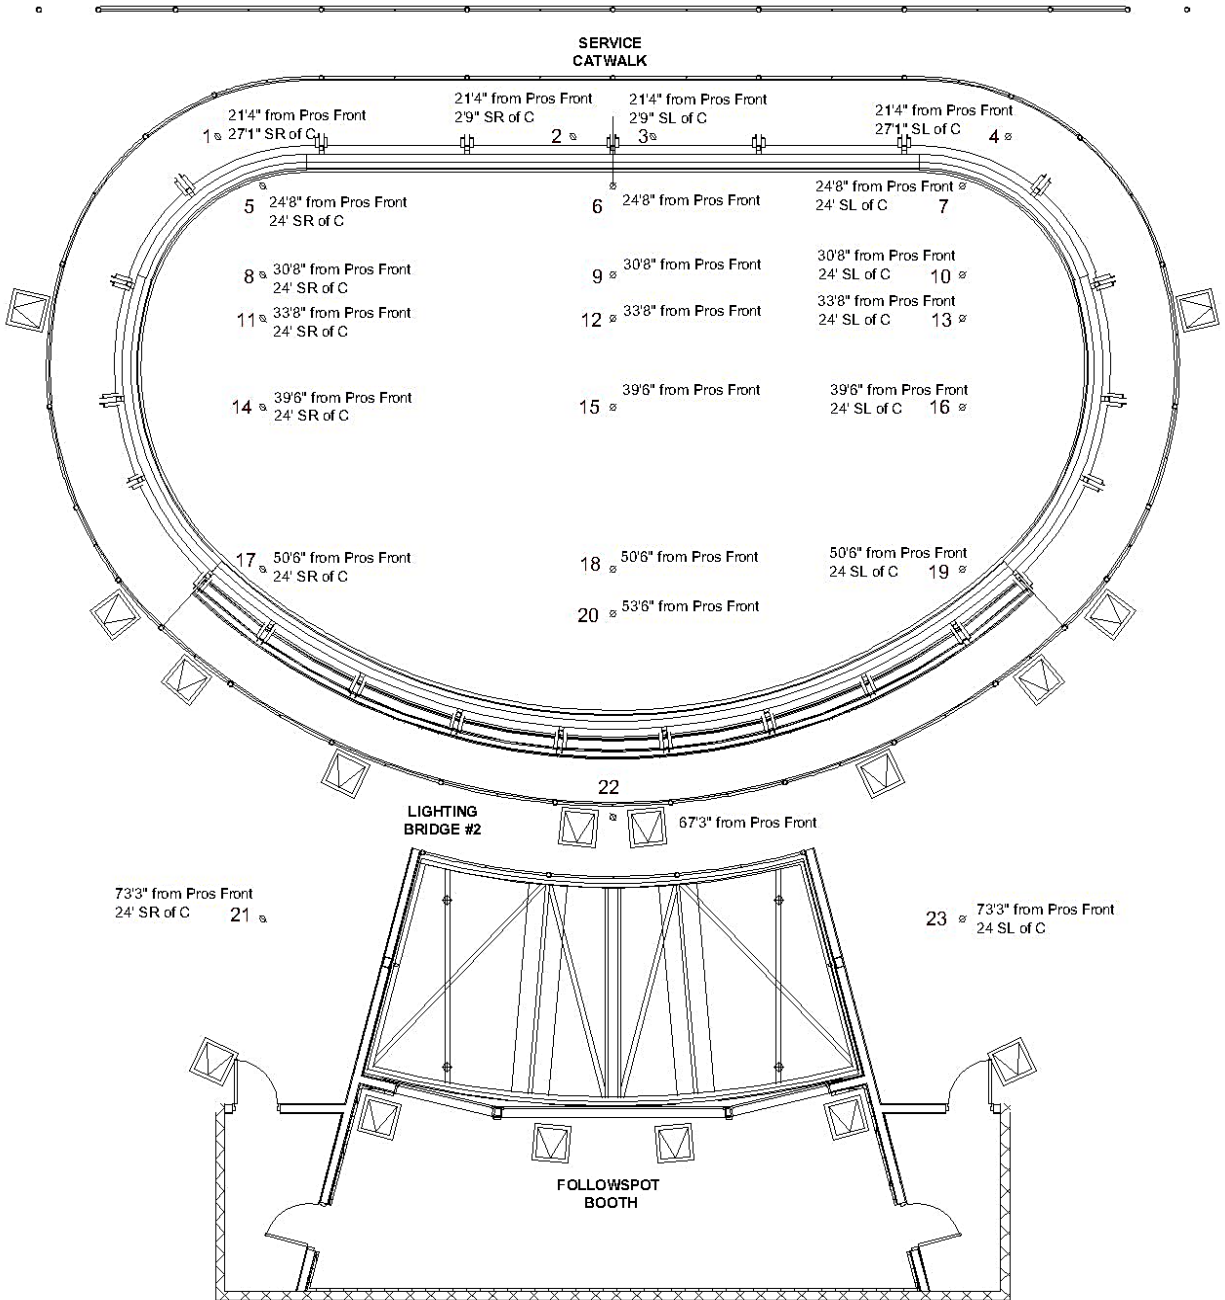 SERVICE
CATWALK
21'4" from Pros Front
27'1" SR of C
1
21'4" from Pros Front
2'9" SR of C
2
21'4" from Pros Front
2'9" SL of C
3
21'4" from Pros Front
27'1" SL of C
4
5
24'8" from Pros Front
24' SR of C
6
24'8" from Pros Front
24'8" from Pros Front
24' SL of C
7
8
30'8" from Pros Front
24' SR of C
9
30'8" from Pros Front
30'8" from Pros Front
24' SL of C
10
11
33'8" from Pros Front
24' SR of C
12
33'8" from Pros Front
33'8" from Pros Front
24' SL of C
13
14
39'6" from Pros Front
24' SR of C
15
39'6" from Pros Front
39'6" from Pros Front
24' SL of C
16
17
50'6" from Pros Front
24' SR of C
18
50'6" from Pros Front
50'6" from Pros Front
24 SL of C
19
20
53'6" from Pros Front
22
67'3" from Pros Front
LIGHTING
BRIDGE #2
73'3" from Pros Front
24' SR of C
21
23
73'3" from Pros Front
24 SL of C
FOLLOWSPOT
BOOTH